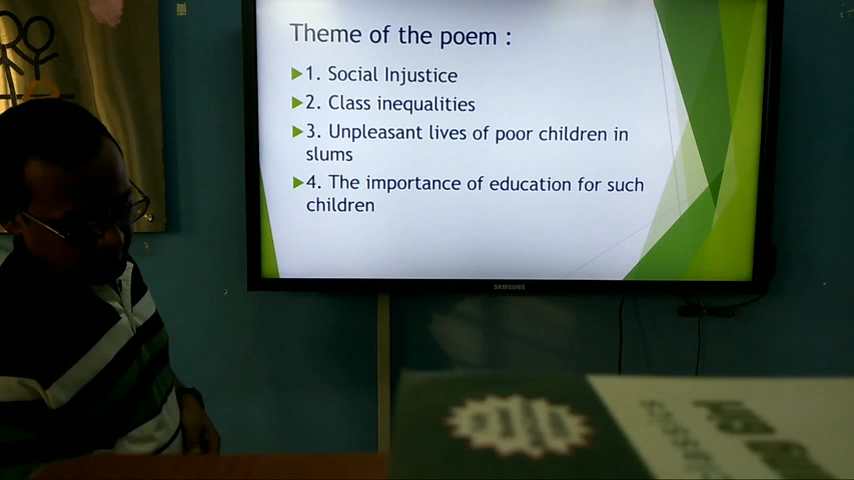 Theme of the poem :
1. Social Injustice
2. Class inequalities
3. Unpleasant lives of poor children in
slums
4. The importance of education for such
children
SAMSUNG